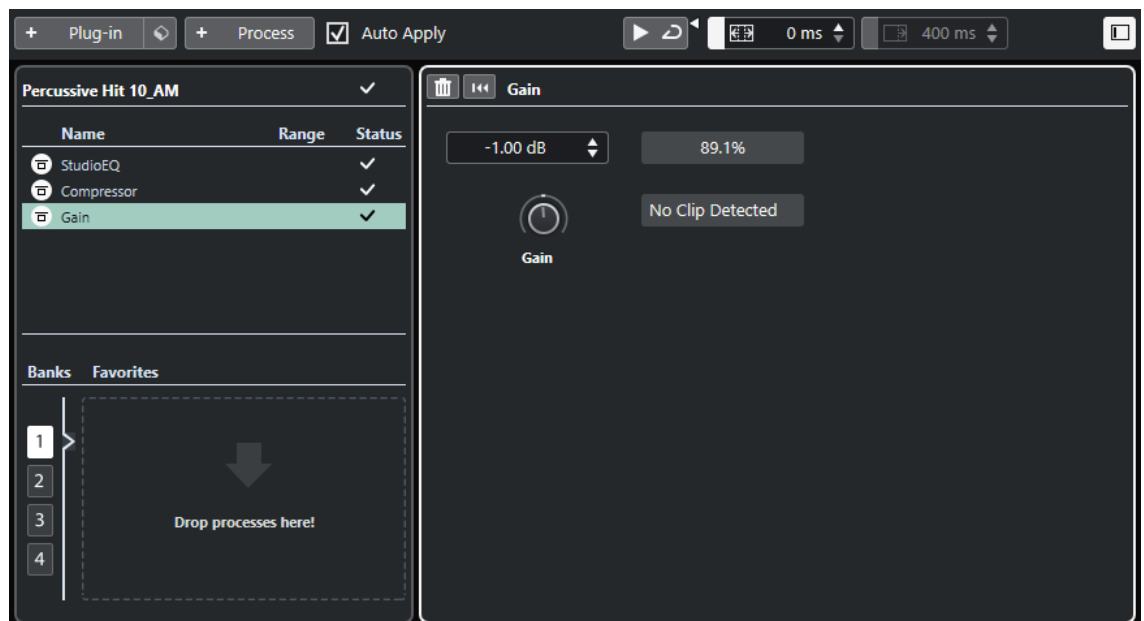 + Plug-in + Process Auto Apply 0 ms 400 ms
Percussive Hit 10_AM
Name Range Status
StudioEQ
Compressor
Gain
Banks Favorites
1
2
3
4
Drop processes here!
Gain
-1.00 dB 89.1%
No Clip Detected
Gain